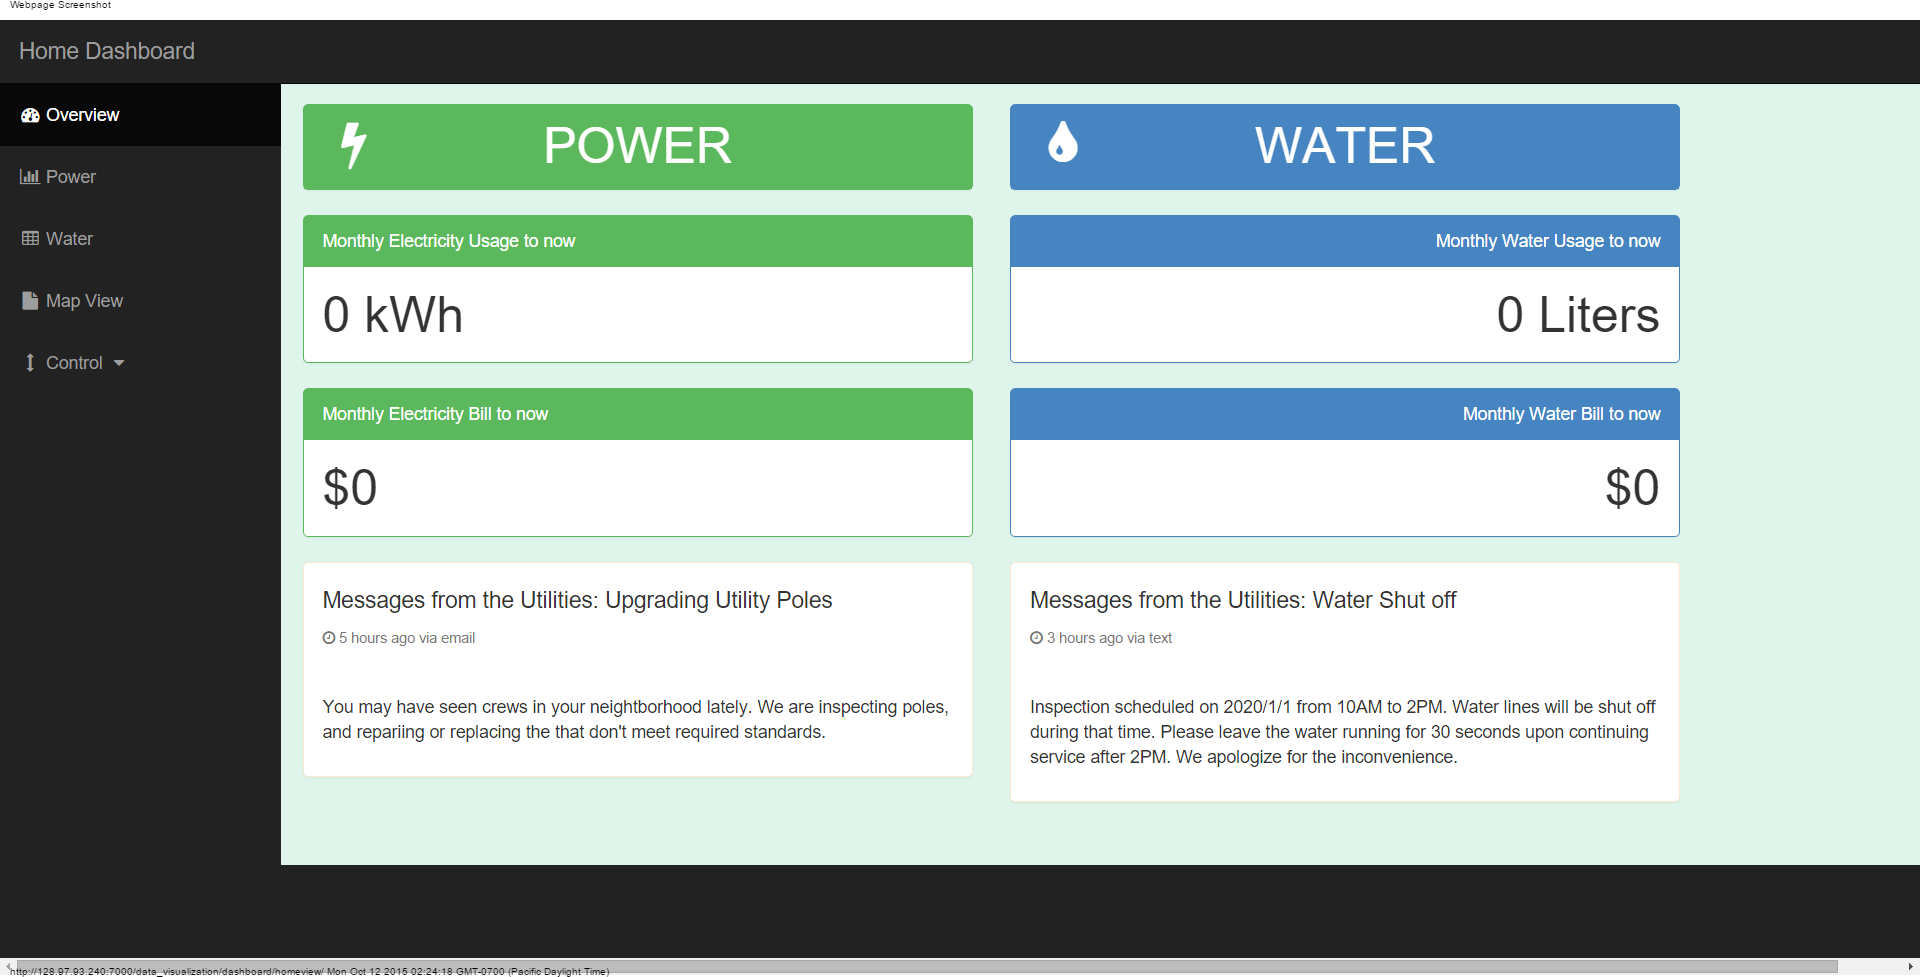 Webpage Screenshot
Home Dashboard
Overview
Power
Water
Map View
Control
POWER
WATER
Monthly Electricity Usage to now
0 kWh
Monthly Water Usage to now
0 Liters
Monthly Electricity Bill to now
$0
Monthly Water Bill to now
$0
Messages from the Utilities: Upgrading Utility Poles
5 hours ago via email
You may have seen crews in your neightborhood lately. We are inspecting poles,
and repariing or replacing the that don't meet required standards.
Messages from the Utilities: Water Shut off
3 hours ago via text
Inspection scheduled on 2020/1/1 from 10AM to 2PM. Water lines will be shut off
during that time. Please leave the water running for 30 seconds upon continuing
service after 2PM. We apologize for the inconvenience.
http://128.97.93.240:7000/data_visualization/dashboard/homeview/ Mon Oct 12 2015 02:24:18 GMT-0700 (Pacific Daylight Time)